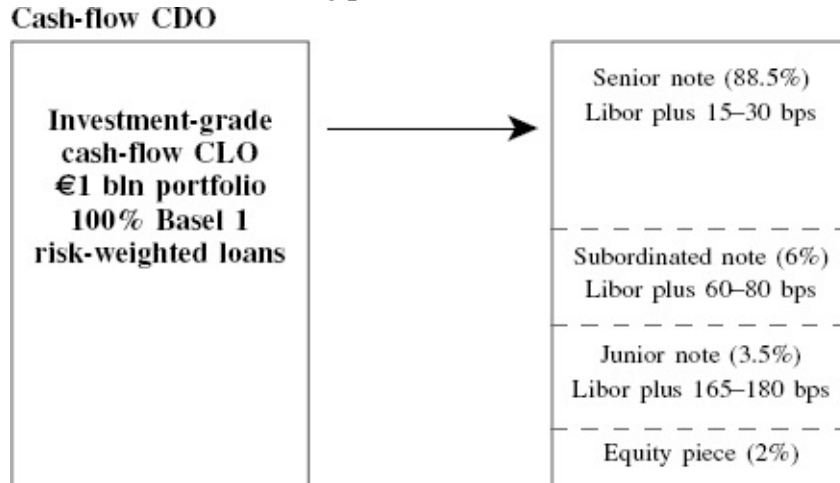 Cash-flow CDO
Investment-grade
cash-flow CLO
€1 bln portfolio
100% Basel 1
risk-weighted loans
Senior note (88.5%)
Libor plus 15–30 bps
Subordinated note (6%)
Libor plus 60–80 bps
Junior note (3.5%)
Libor plus 165–180 bps
Equity piece (2%)